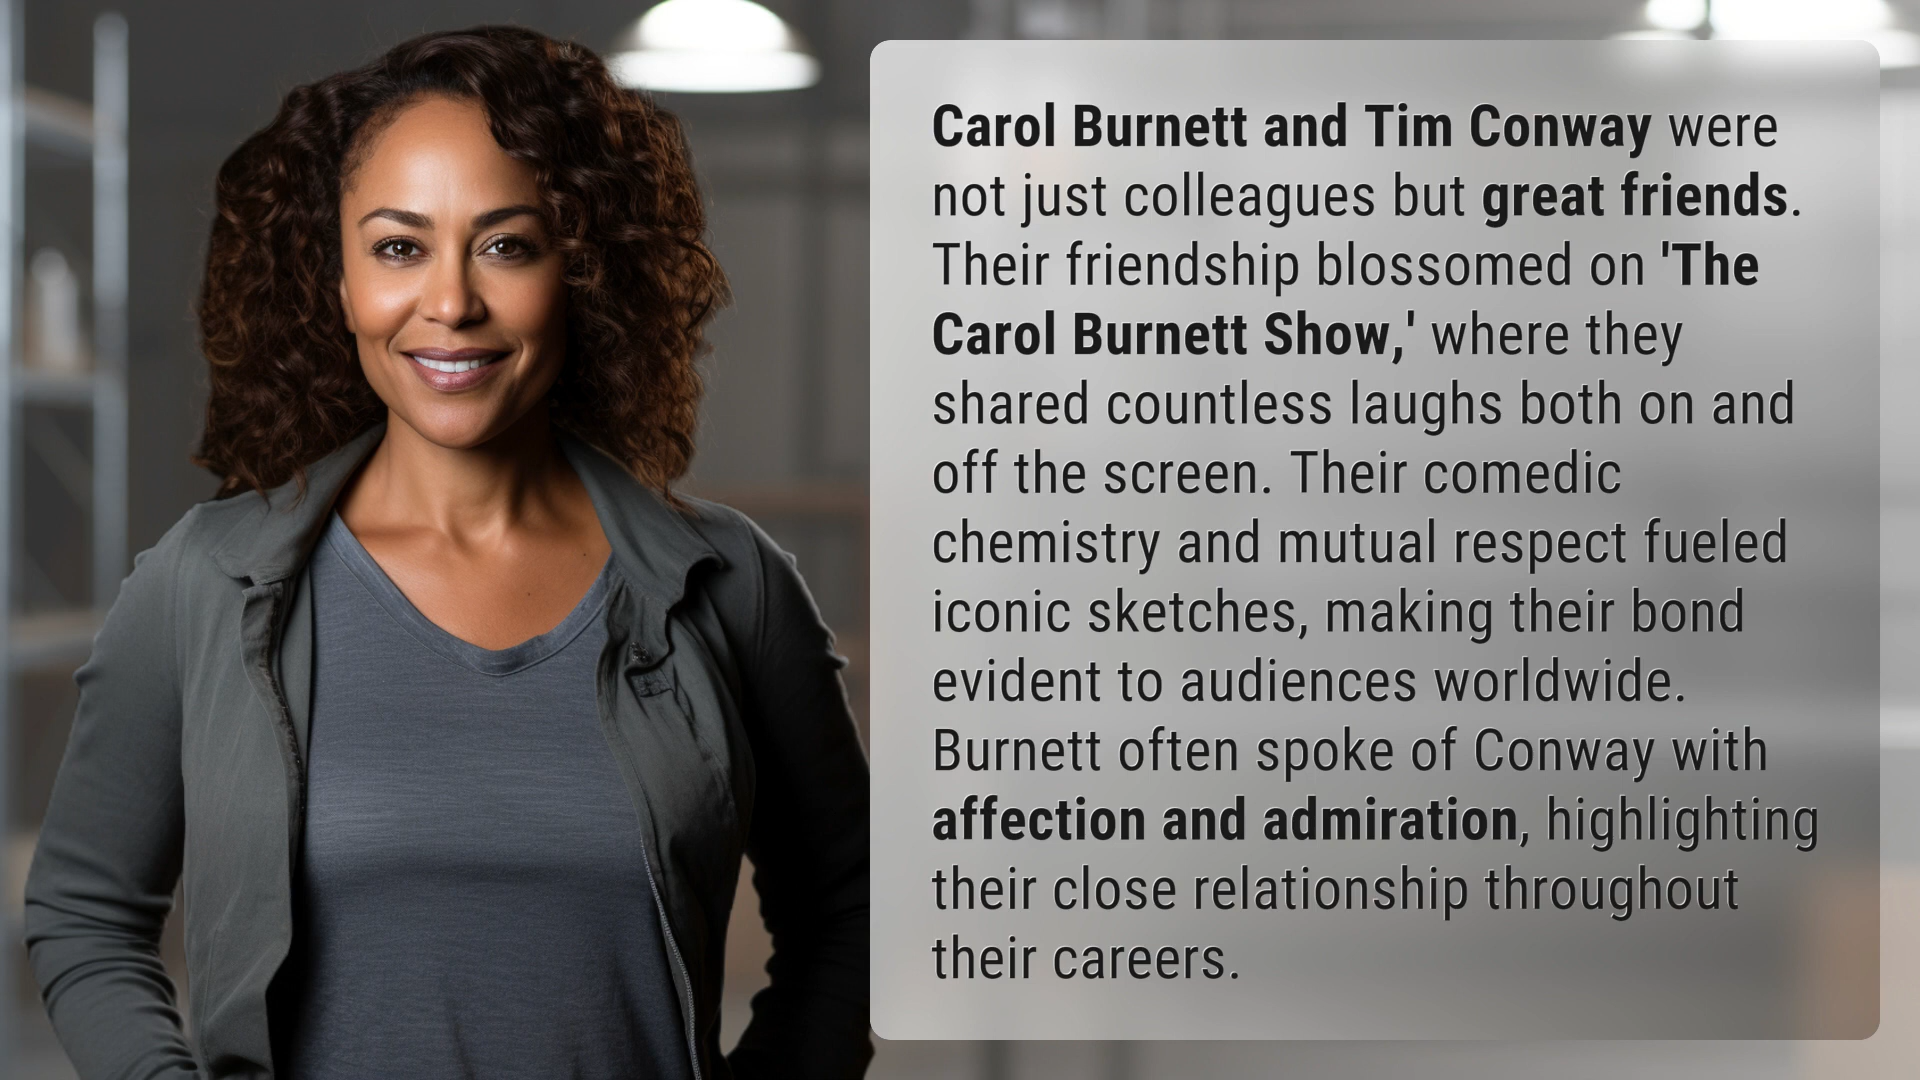 Carol Burnett and Tim Conway were
not just colleagues but great friends.
Their friendship blossomed on 'The
Carol Burnett Show,' where they
shared countless laughs both on and
off the screen. Their comedic
chemistry and mutual respect fueled
iconic sketches, making their bond
evident to audiences worldwide.
Burnett often spoke of Conway with
affection and admiration, highlighting
their close relationship throughout
their careers.